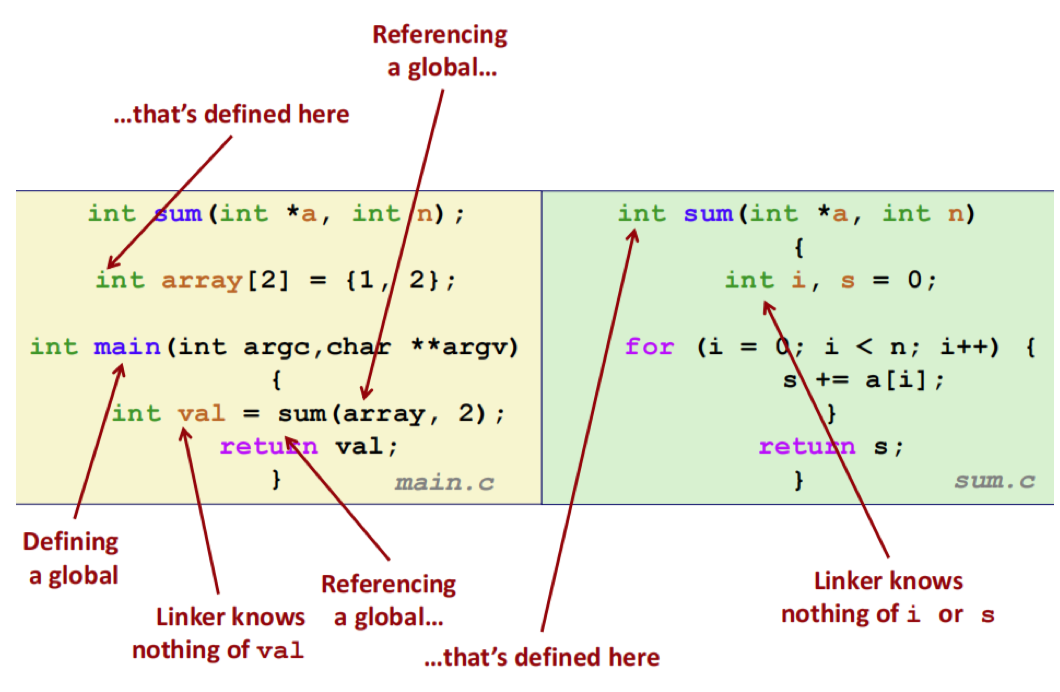 Referencing
a global…
…that’s defined here
int sum(int *a, int n);
int array[2] = {1, 2};
int main(int argc,char **argv)
{
int val = sum(array, 2);
return val;
}
main.c
int sum(int *a, int n)
{
int i, s = 0;
for (i = 0; i < n; i++) {
s += a[i];
}
return s;
}
sum.c
Defining
a global
Linker knows
nothing of val
Referencing
a global…
…that’s defined here
Linker knows
nothing of i or s